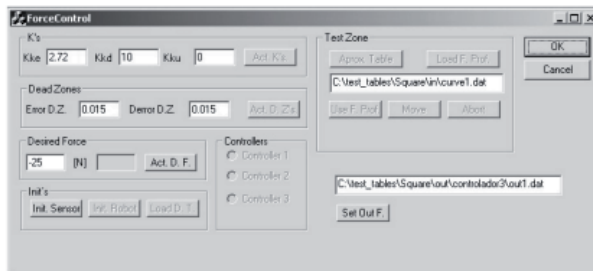 ForceControl
K's
Kke 2.72 Kkd 10 Kku 0 Act. K's
Dead Zones
Error D.Z. 0.015 Derror D.Z. 0.015 Act. D. Z's
Desired Force
-25 [N] Act. D. F.
Init's
Init. Sensor Init. Robot Load D. T.
Controllers
Controller 1
Controller 2
Controller 3
Test Zone
Aprox. Table Load F. Prof.
C:\test_tables\Square\in\curve1.dat
Use F. Prof Move Abort
OK
Cancel
C:\test_tables\Square\out\controlador3\out1.dat
Set Out F.